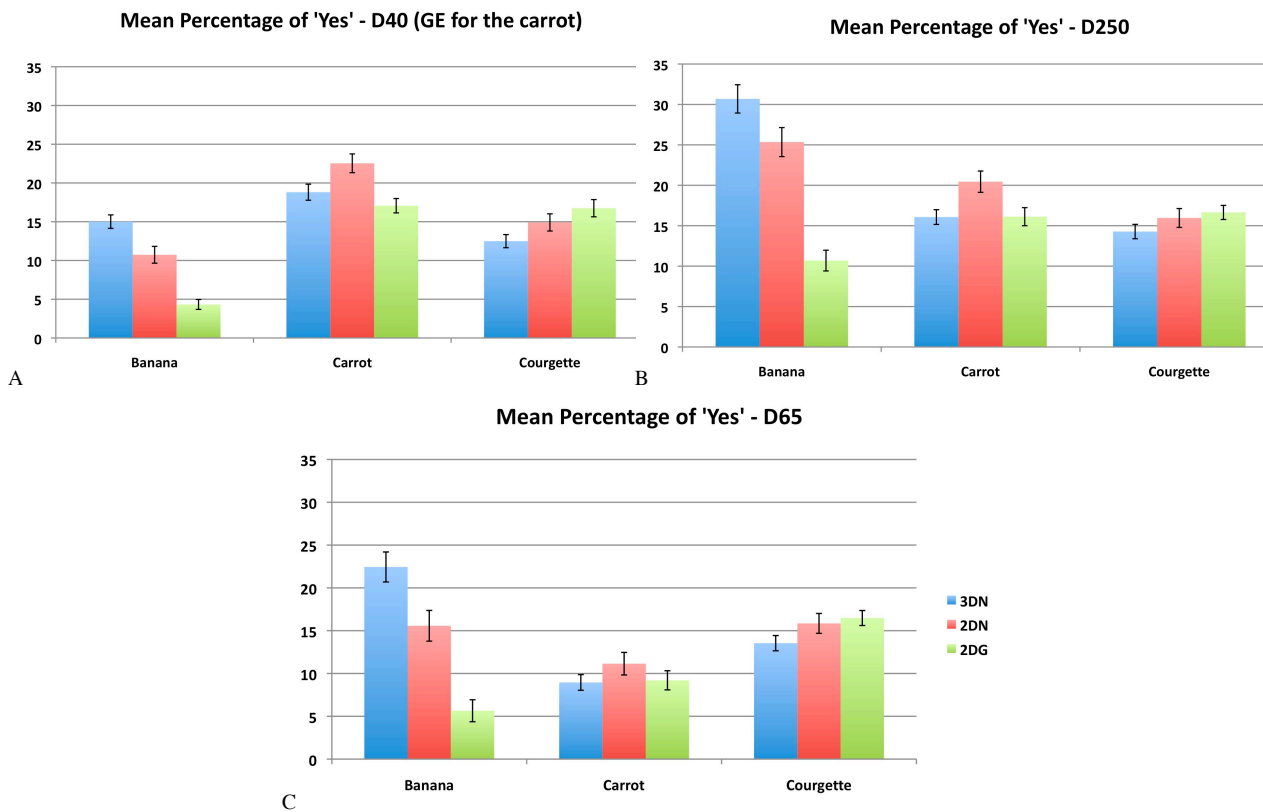 Mean Percentage of 'Yes' - D40 (GE for the carrot)
35
30
25
20
15
10
5
0
Banana Carrot Courgette
A
Mean Percentage of 'Yes' - D250
35
30
25
20
15
10
5
0
Banana Carrot Courgette
B
Mean Percentage of 'Yes' - D65
35
30
25
20
15
10
5
0
Banana Carrot Courgette
3DN
2DN
2DG
C